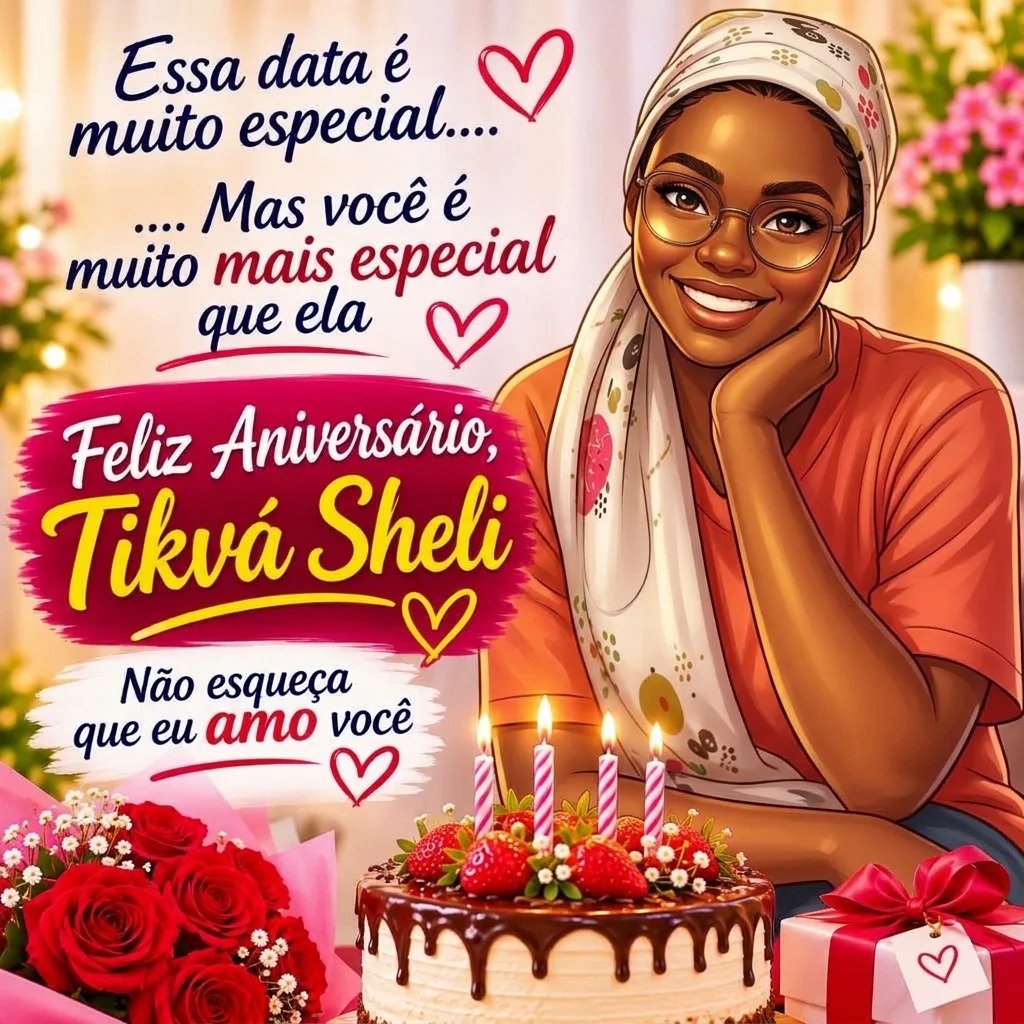 Essa data é
muito especial....
.... Mas você é
muito mais especial
que ela
Feliz Aniversário,
Tikvá Sheli
Não esqueça
que eu amo você